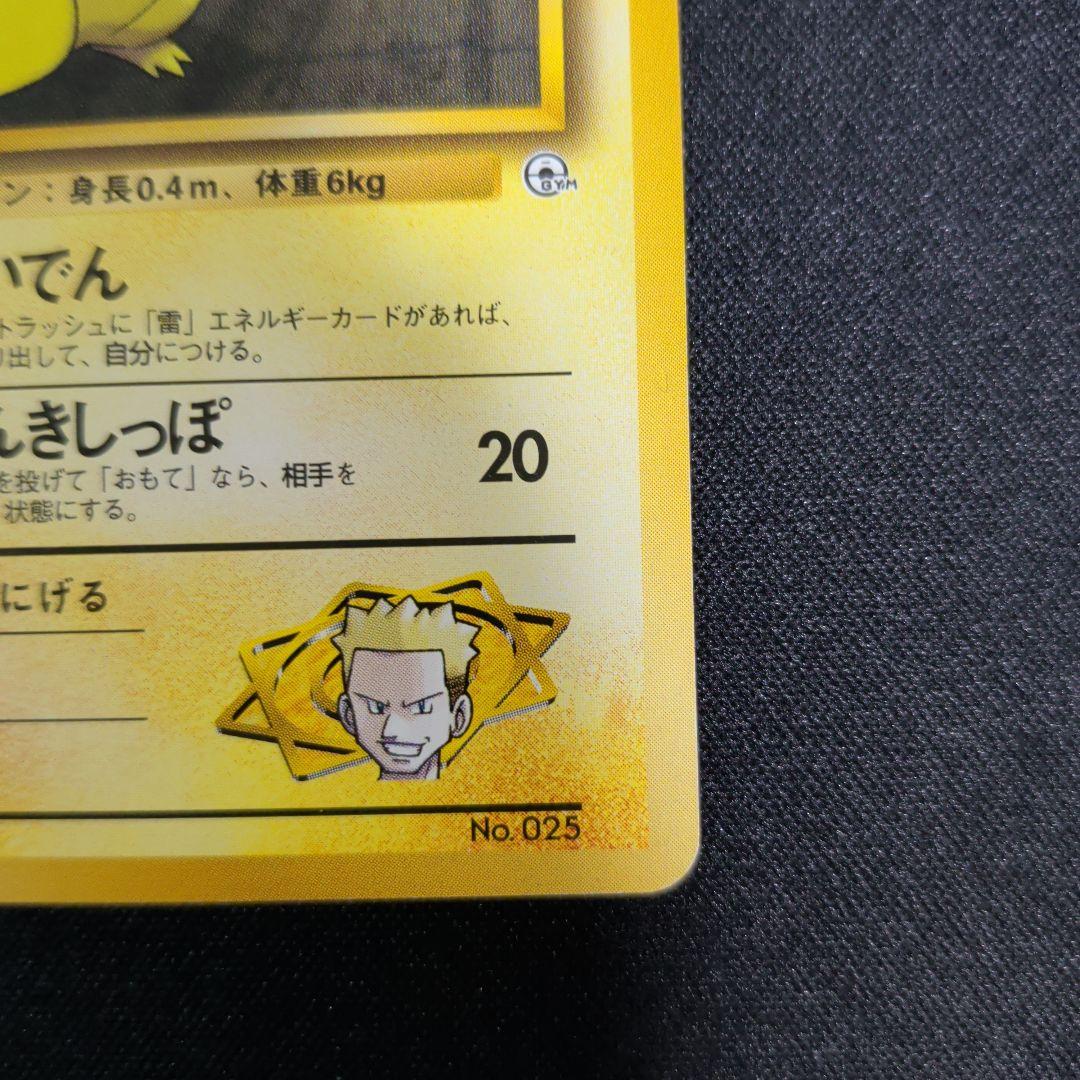 ン：身長0.4m、体重6kg
GYM
いでん
トラッシュに「雷」エネルギーカードがあれば、
り出して、自分につける。
んきしっぽ
20
を投げて「おもて」なら、相手を
状態にする。
にげる
No. 025